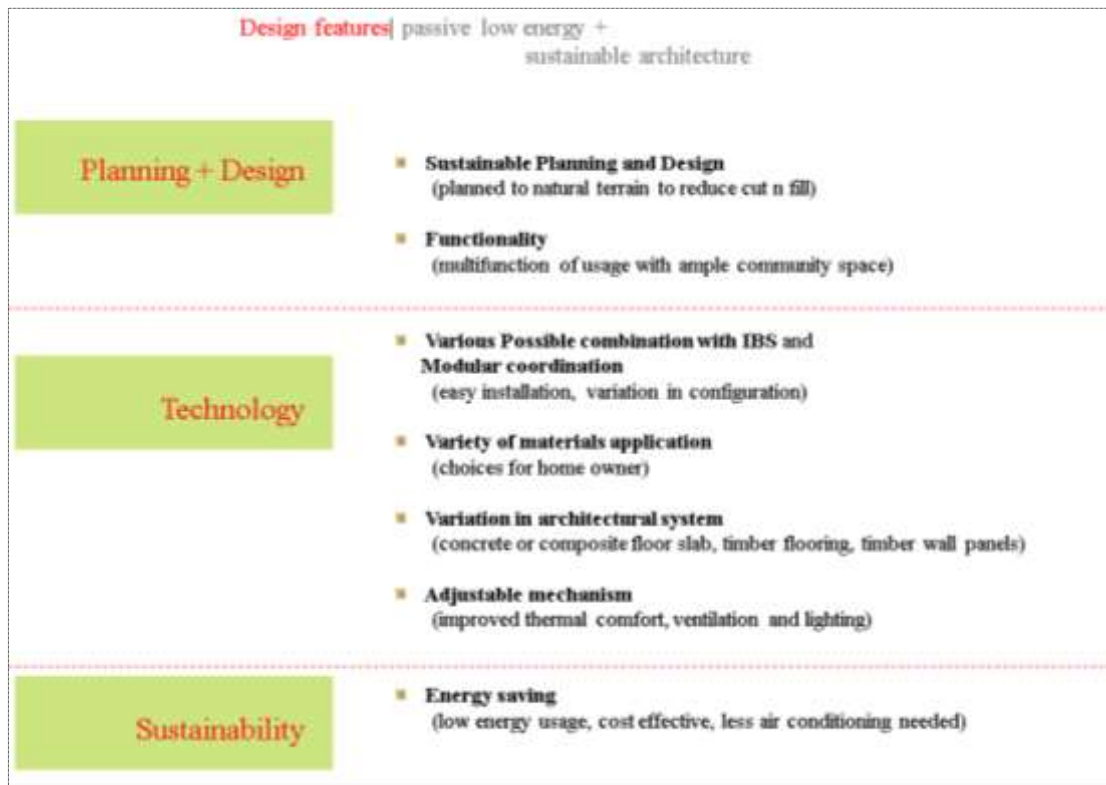 Design features| passive low energy +
sustainable architecture
Planning + Design
■ Sustainable Planning and Design
(planned to natural terrain to reduce cut n fill)
■ Functionality
(multifunction of usage with ample community space)
Technology
■ Various Possible combination with IBS and
Modular coordination
(easy installation, variation in configuration)
■ Variety of materials application
(choices for home owner)
■ Variation in architectural system
(concrete or composite floor slab, timber flooring, timber wall panels)
■ Adjustable mechanism
(improved thermal comfort, ventilation and lighting)
Sustainability
■ Energy saving
(low energy usage, cost effective, less air conditioning needed)